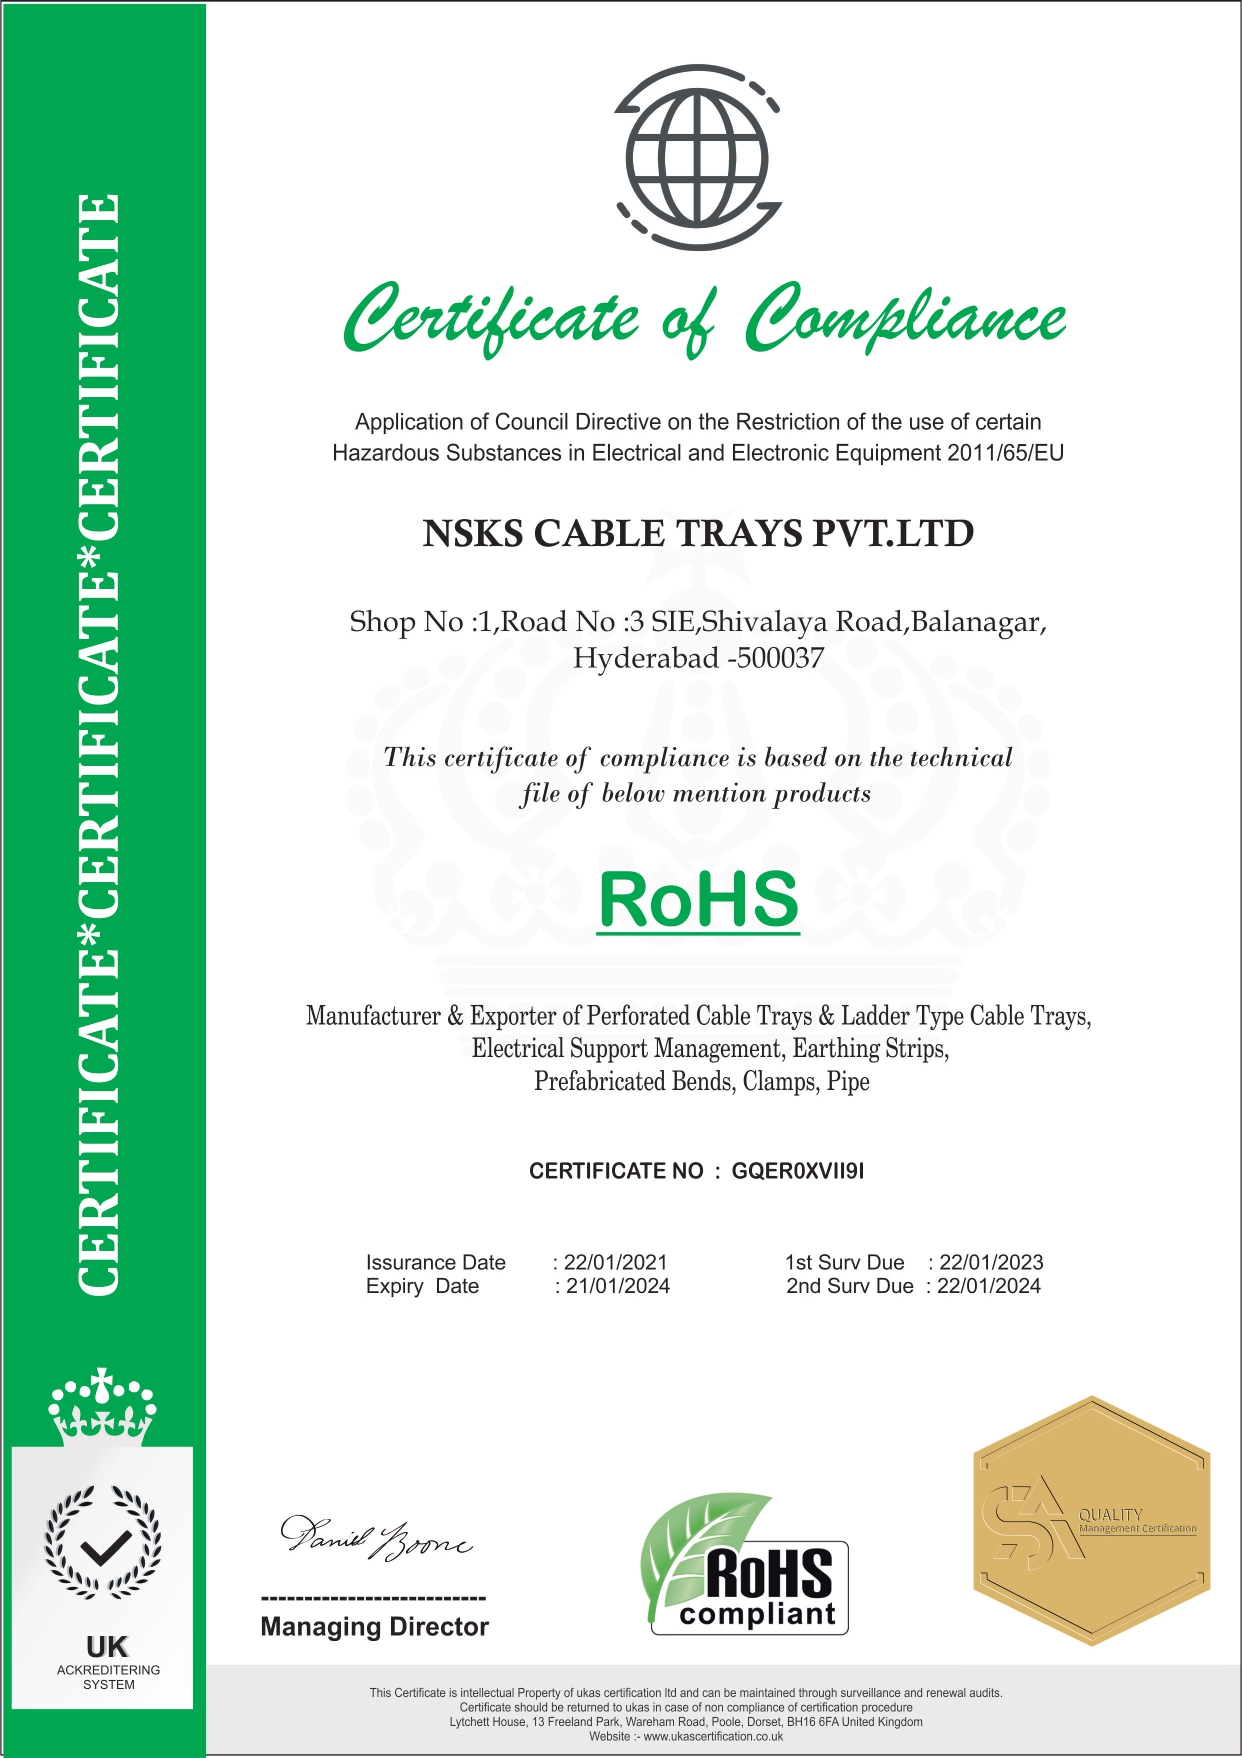 CERTIFICATE*CERTIFICATE*CERTIFICATE
Certificate of Compliance
Application of Council Directive on the Restriction of the use of certain
Hazardous Substances in Electrical and Electronic Equipment 2011/65/EU
NSKS CABLE TRAYS PVT.LTD
Shop No :1,Road No :3 SIE,Shivalaya Road,Balanagar,
Hyderabad -500037
This certificate of compliance is based on the technical
file of below mention products
RoHS
Manufacturer & Exporter of Perforated Cable Trays & Ladder Type Cable Trays,
Electrical Support Management, Earthing Strips,
Prefabricated Bends, Clamps, Pipe
CERTIFICATE NO : GQER0XVII9I
Issurance Date : 22/01/2021 1st Surv Due : 22/01/2023
Expiry Date : 21/01/2024 2nd Surv Due : 22/01/2024
Daniel Boone
--------------------------
Managing Director
RoHS
compliant
SA
QUALITY
Management Certification
UK
ACKREDITERING
SYSTEM
This Certificate is intellectual Property of ukas certification ltd and can be maintained through surveillance and renewal audits.
Certificate should be returned to ukas in case of non compliance of certification procedure
Lytchett House, 13 Freeland Park, Wareham Road, Poole, Dorset, BH16 6FA United Kingdom
Website :- www.ukascertification.co.uk